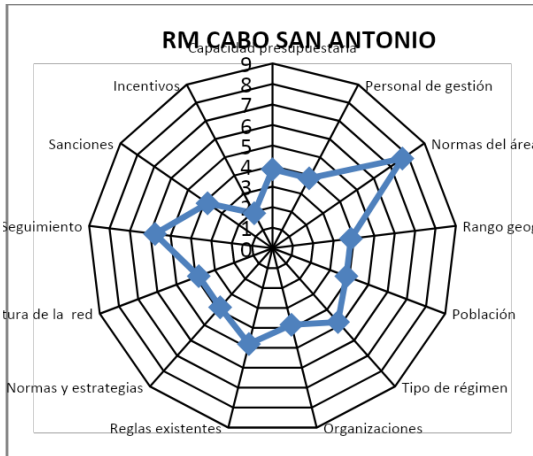 RM CABO SAN ANTONIO
Capacidad presupuestaria
Personal de gestión
Normas del área
Rango geog
Población
Tipo de régimen
Organizaciones
Reglas existentes
Normas y estrategias
tura de la red
Seguimiento
Sanciones
Incentivos
9
8
7
6
5
4
3
2
1
0